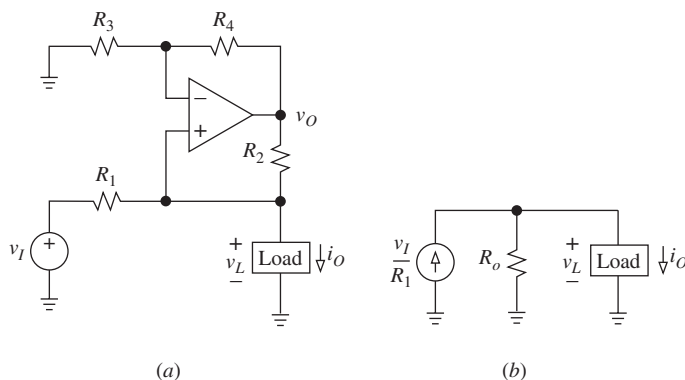 R3
R4
−
+
vO
R2
R1
vI
+
+
vL
−
Load
iO
vI
R1
Ro
+
vL
−
Load
iO
(a)
(b)